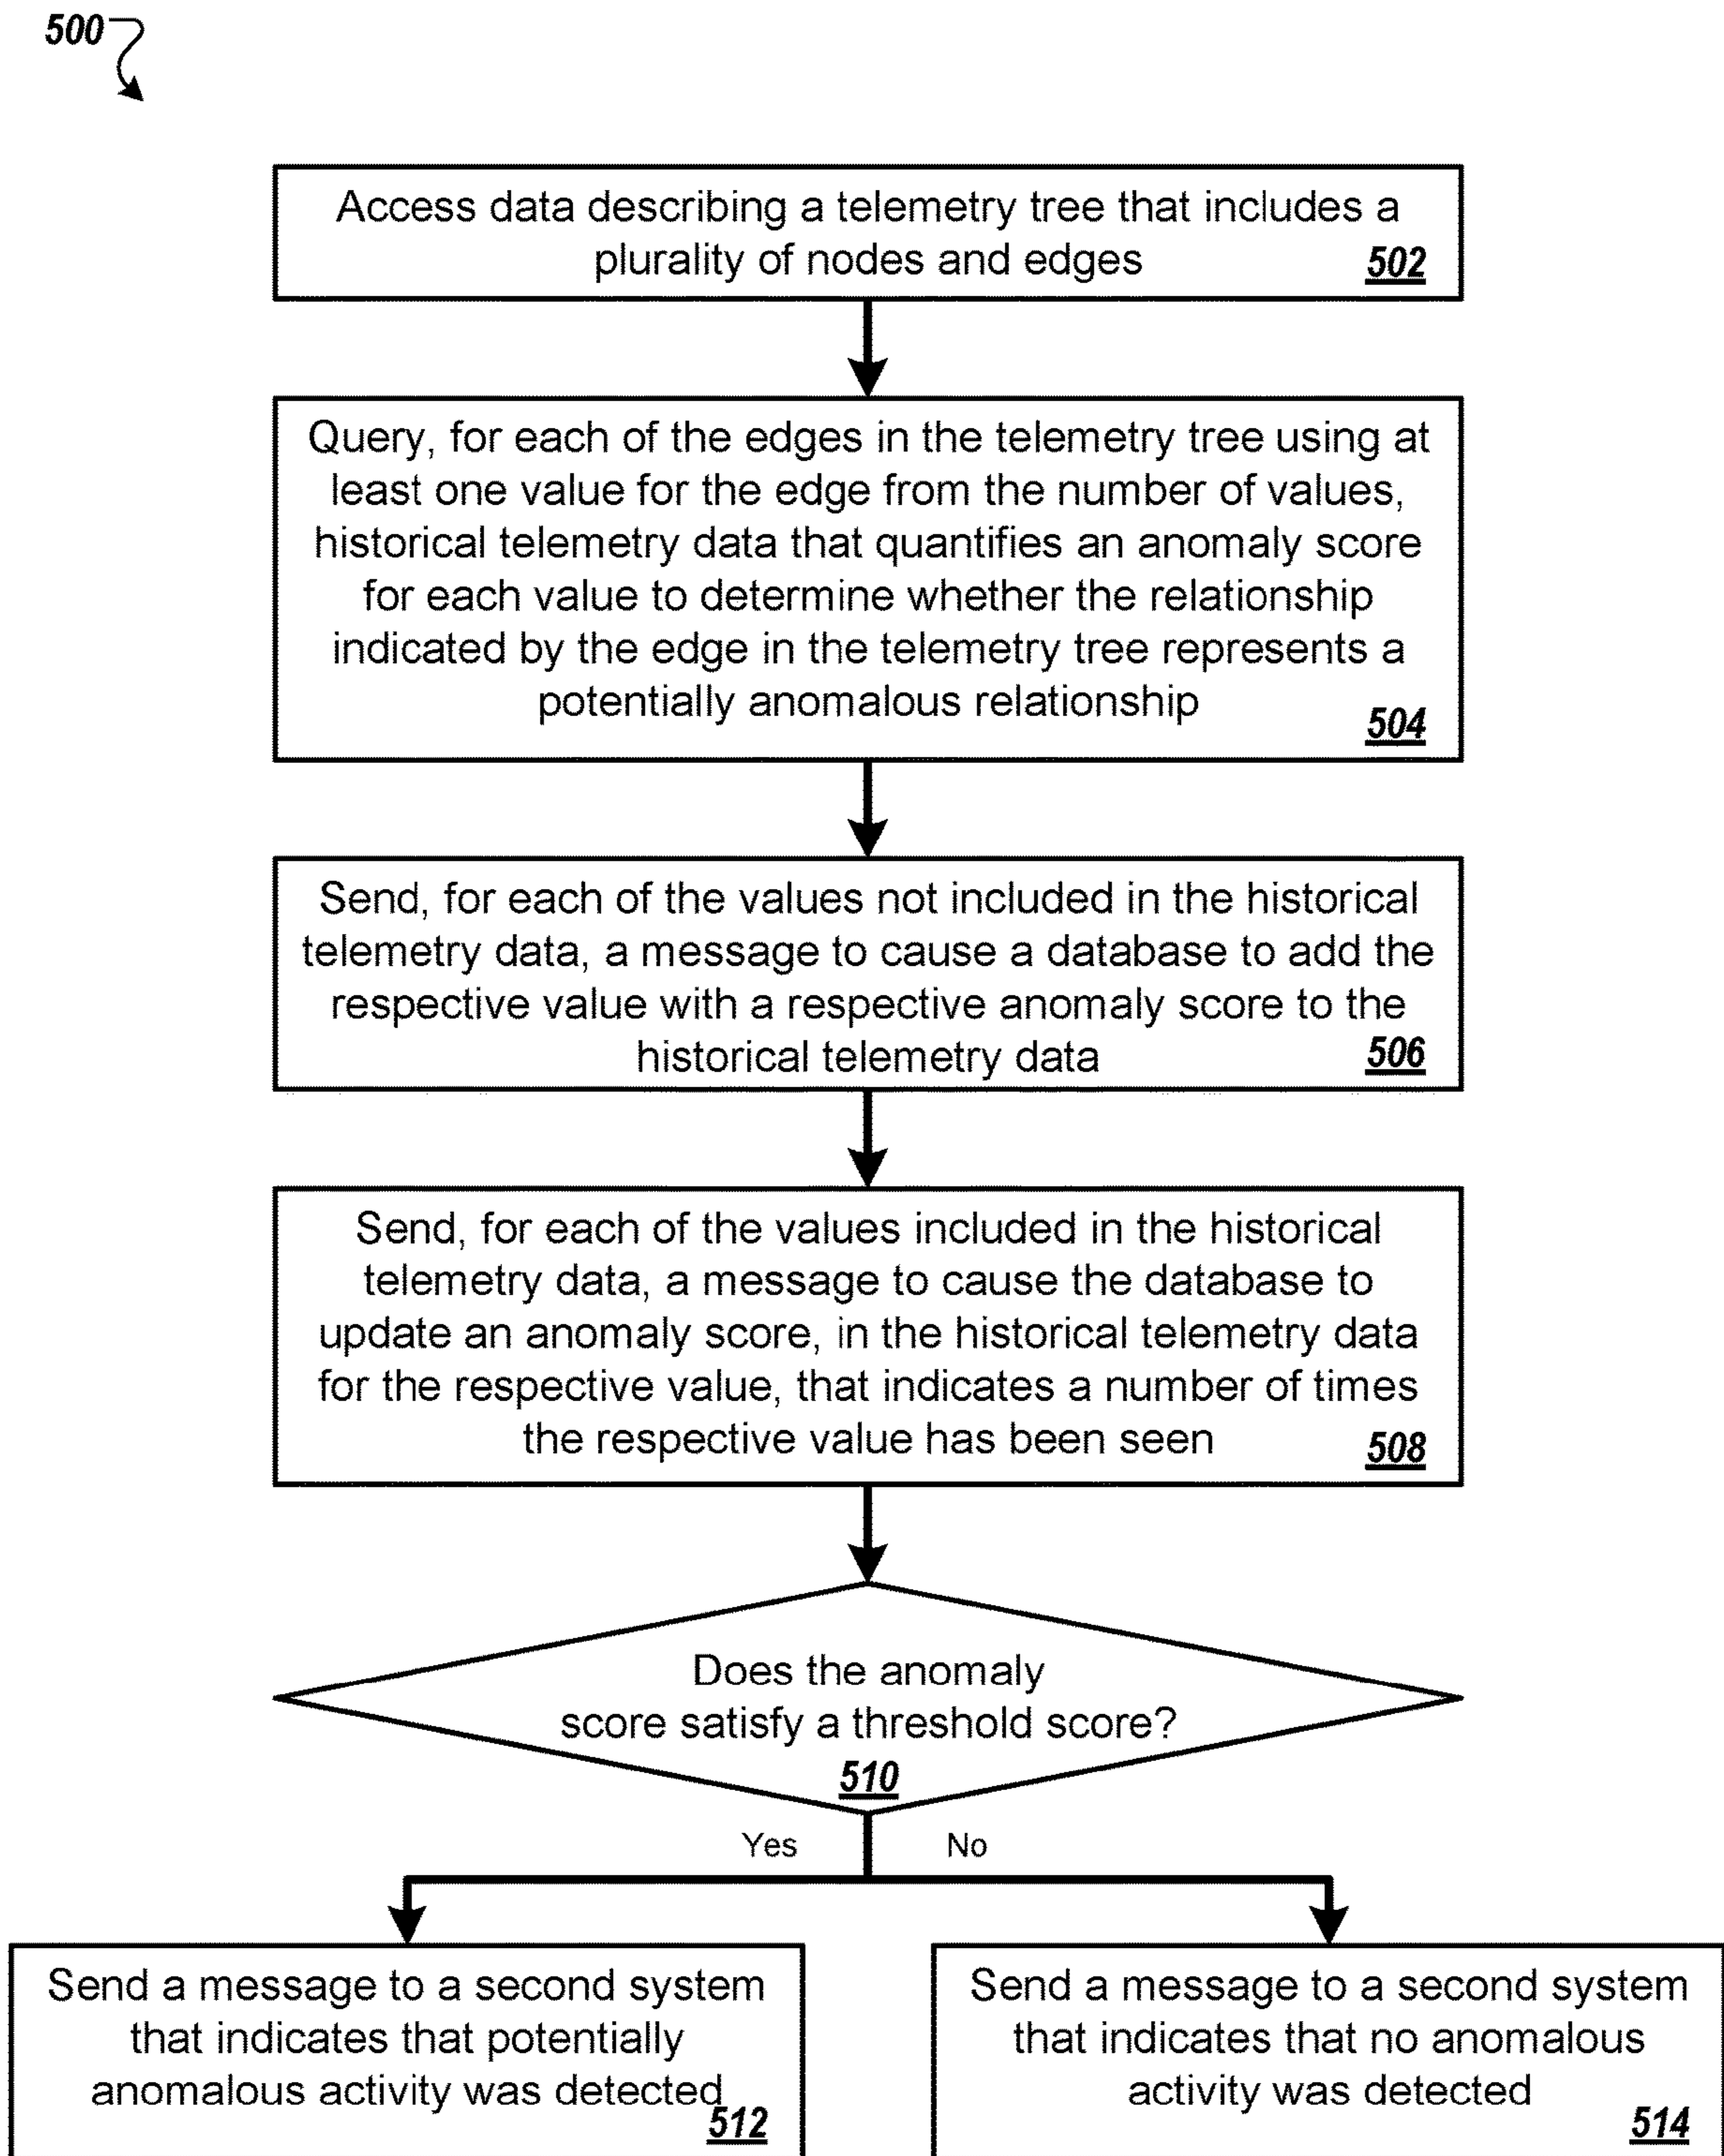 500
Access data describing a telemetry tree that includes a
plurality of nodes and edges
502
Query, for each of the edges in the telemetry tree using at
least one value for the edge from the number of values,
historical telemetry data that quantifies an anomaly score
for each value to determine whether the relationship
indicated by the edge in the telemetry tree represents a
potentially anomalous relationship
504
Send, for each of the values not included in the historical
telemetry data, a message to cause a database to add the
respective value with a respective anomaly score to the
historical telemetry data
506
Send, for each of the values included in the historical
telemetry data, a message to cause the database to
update an anomaly score, in the historical telemetry data
for the respective value, that indicates a number of times
the respective value has been seen
508
Does the anomaly
score satisfy a threshold score?
510
Yes
No
Send a message to a second system
that indicates that potentially
anomalous activity was detected
512
Send a message to a second system
that indicates that no anomalous
activity was detected
514